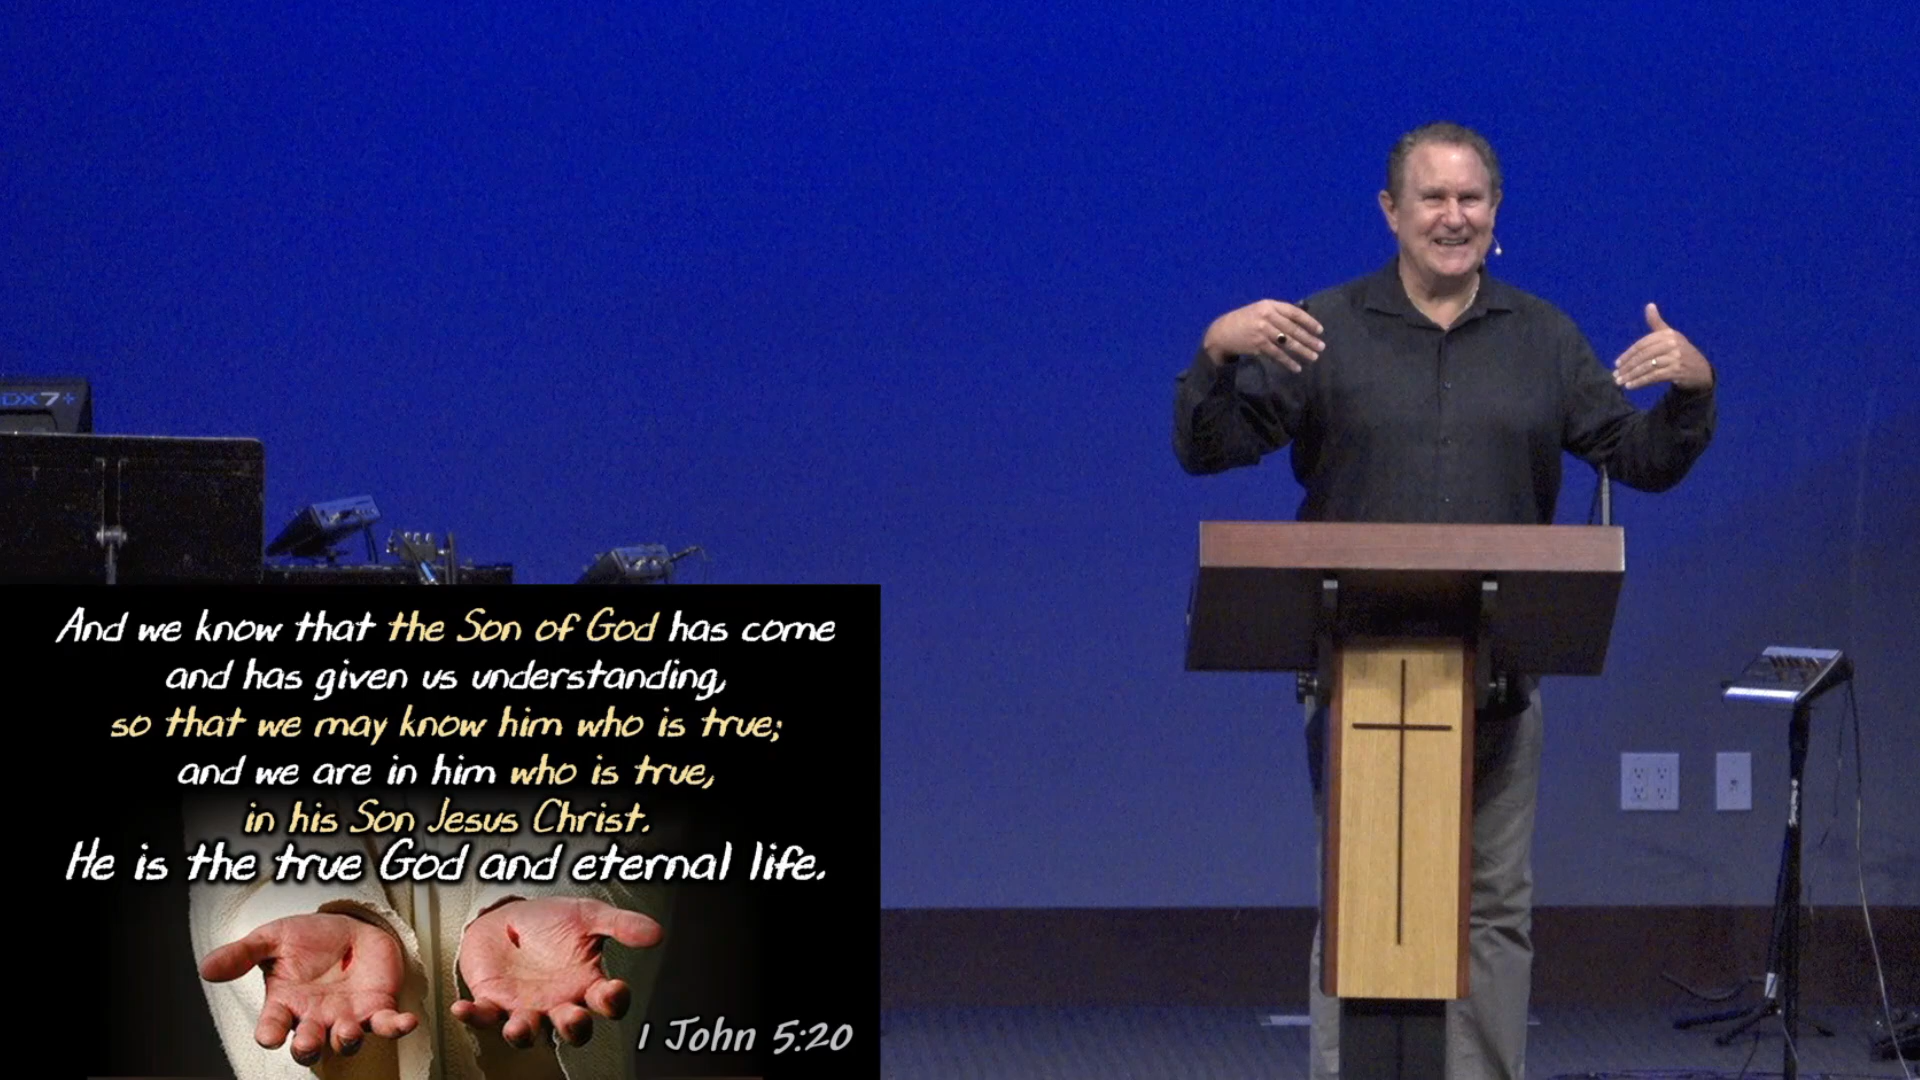 DX7+
And we know that the Son of God has come
and has given us understanding,
so that we may know him who is true;
and we are in him who is true,
in his Son Jesus Christ.
He is the true God and eternal life.
1 John 5:20